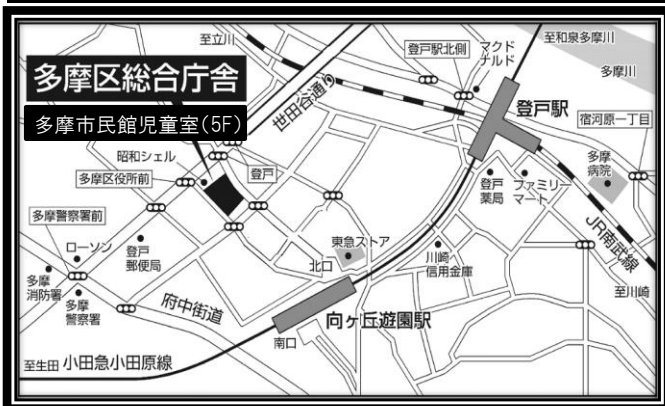 至立川
登戸駅北側
マクド
ナルド
至和泉多摩川
多摩川
多摩区総合庁舎
多摩市民館児童室(5F)
世田谷通り
登戸駅
宿河原一丁目
昭和シェル
多摩区役所前
登戸
登戸
薬局
ファミリー
マート
多摩
病院
多摩警察署前
ローソン
登戸
郵便局
東急ストア
北口
川崎
信用金庫
JR南武線
多摩
消防署
多摩
警察署
府中街道
至川崎
向ヶ丘遊園駅
南口
至生田 小田急小田原線